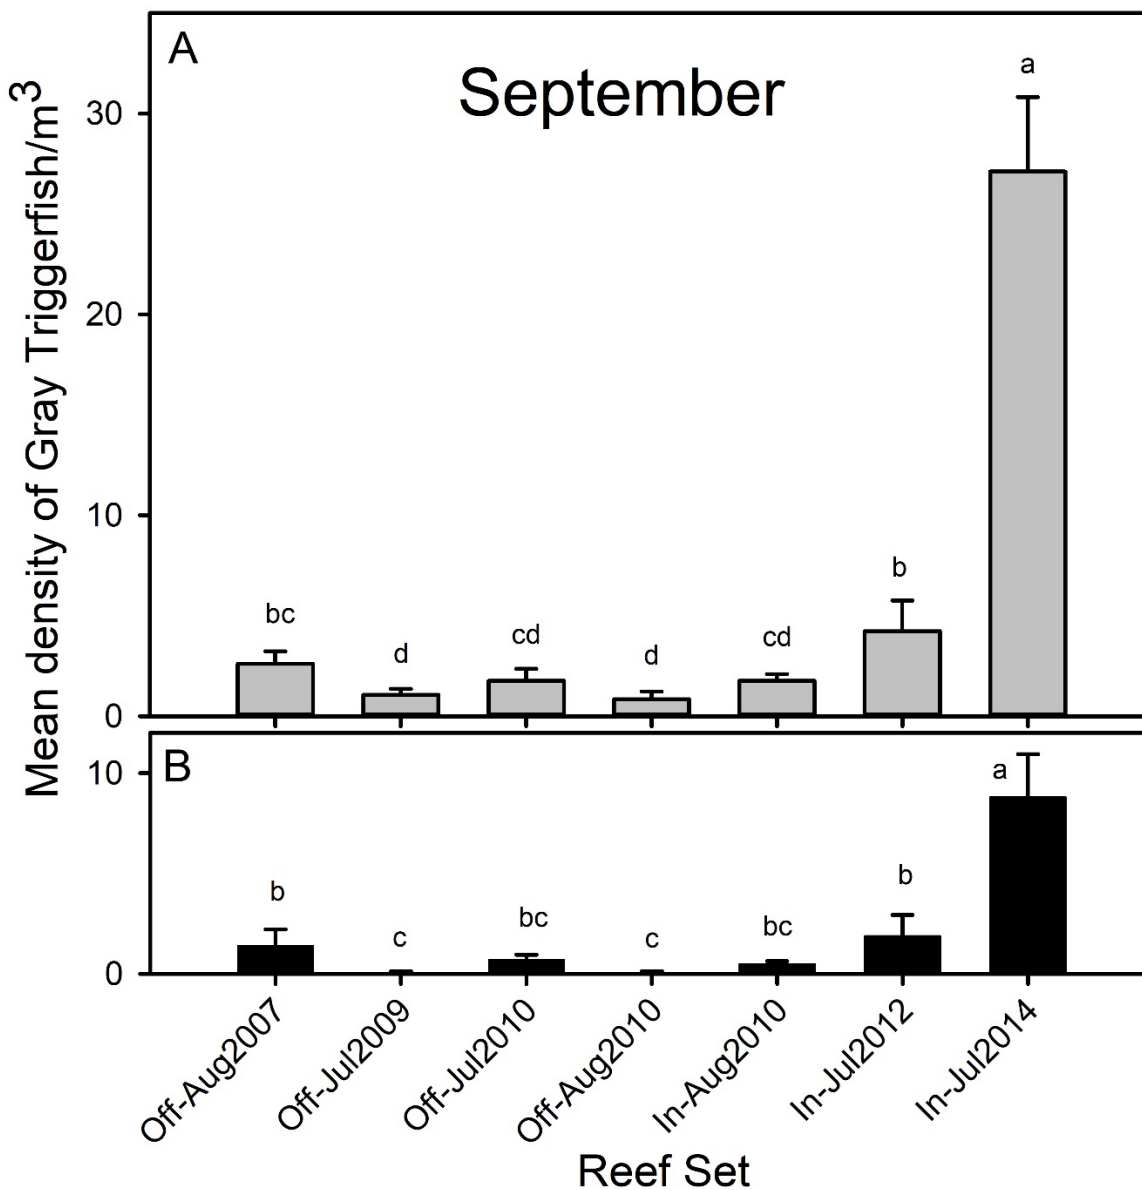 A
September
a
30
20
10
0
Mean density of Gray Triggerfish/m³
bc
d
cd
d
cd
b
B
10
0
b
c
bc
c
bc
b
a
Off-Aug2007
Off-Jul2009
Off-Jul2010
Off-Aug2010
In-Aug2010
In-Jul2012
In-Jul2014
Reef Set